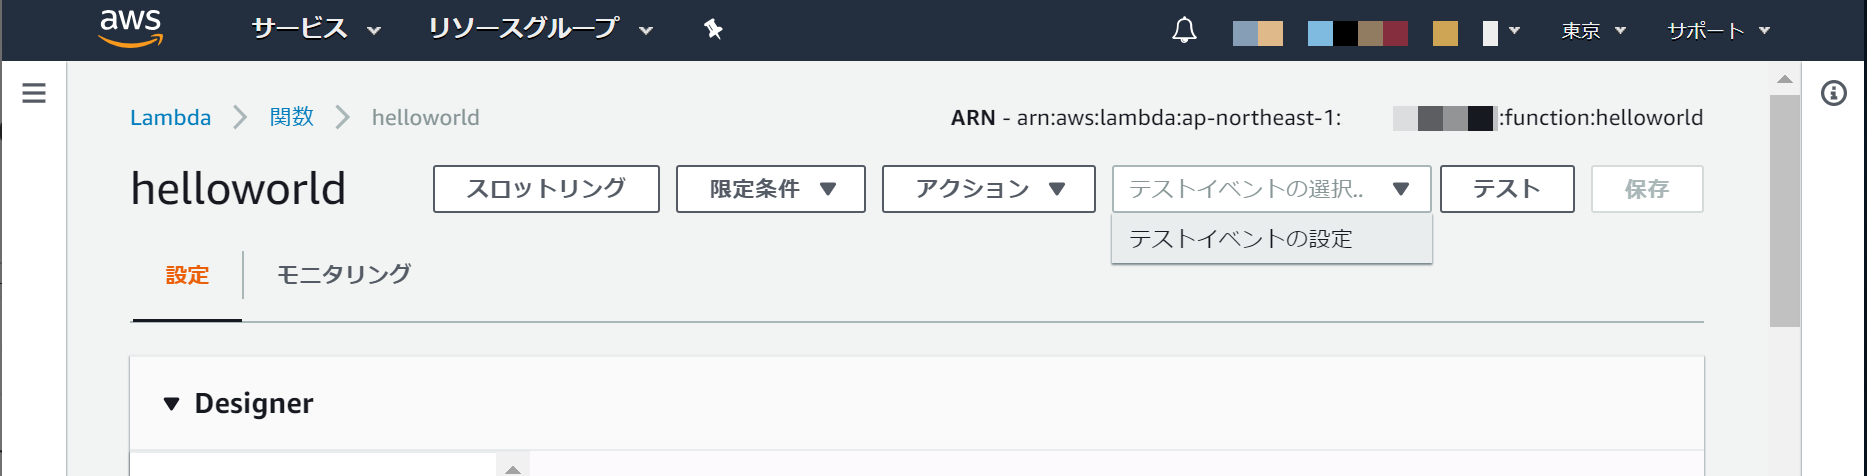 aws サービス リソースグループ 東京 サポート
Lambda 関数 helloworld ARN - arn:aws:lambda:ap-northeast-1: :function:helloworld
helloworld スロットリング 限定条件 アクション テストイベントの選択.. テスト 保存
テストイベントの設定
設定 モニタリング
Designer